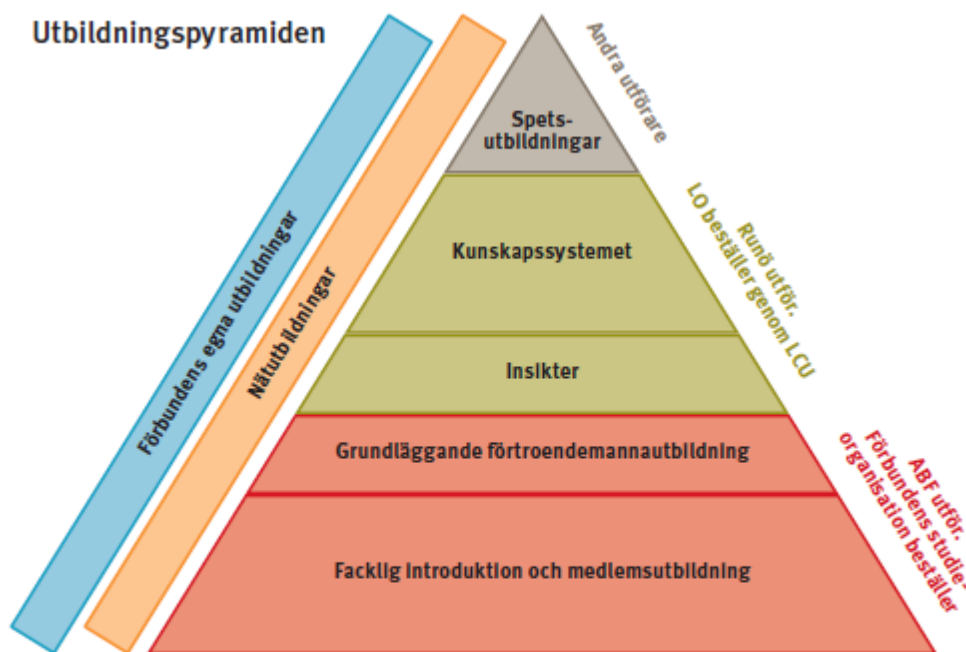 Utbildningspyramiden
Förbundens egna utbildningar
Nätutbildningar
Spets-
utbildningar
Andra utförare
Kunskapssystemet
Runö utför.
LO beställer genom LCU
Insikter
Grundläggande förtroendemannautbildning
ABF utför.
Förbundens studie-
organisation beställer
Facklig introduktion och medlemsutbildning